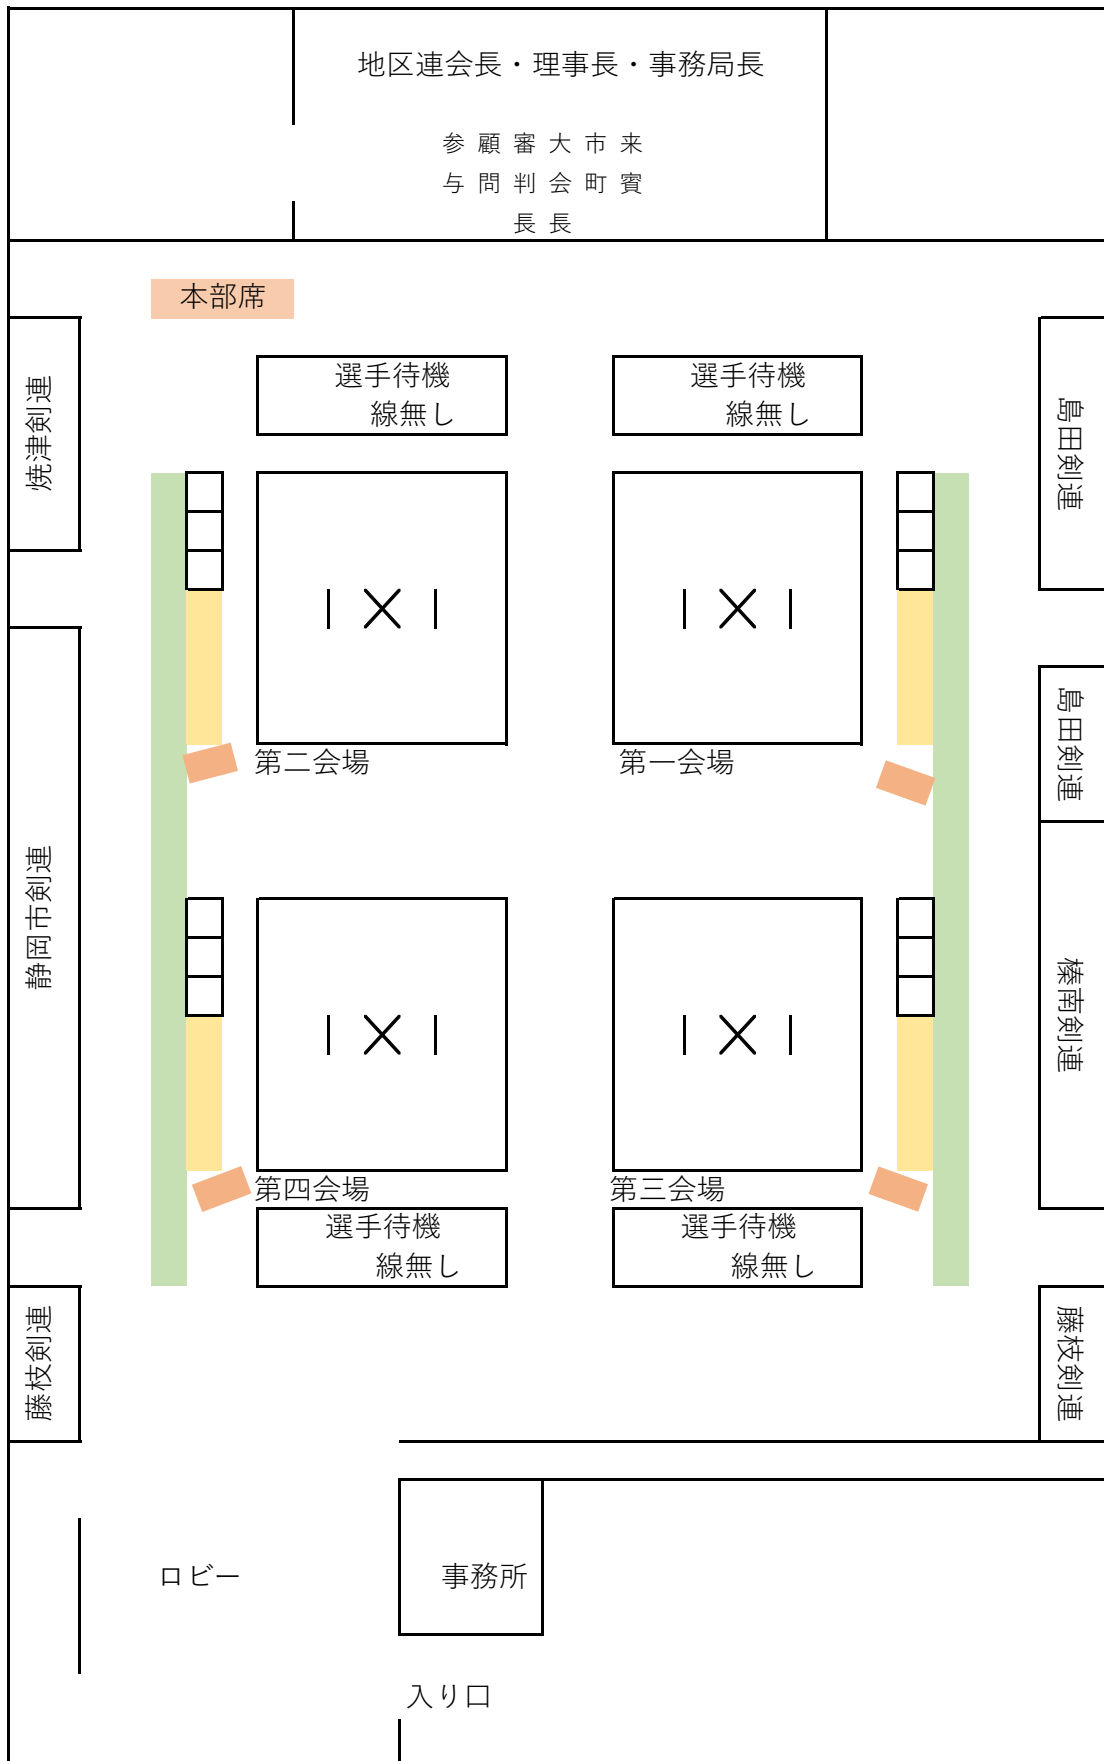 地区連会長・理事長・事務局長
参 顧 審 大 市 来
与 問 判 会 町 賓
長 長
本部席
選手待機
線無し
選手待機
線無し
焼津剣連
島田剣連
第二会場
第一会場
島田剣連
静岡市剣連
榛南剣連
第四会場
第三会場
選手待機
線無し
選手待機
線無し
藤枝剣連
藤枝剣連
ロビー
事務所
入り口